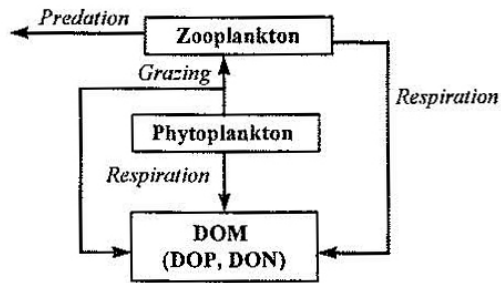 Predation
Zooplankton
Grazing
Respiration
Phytoplankton
Respiration
DOM
(DOP, DON)